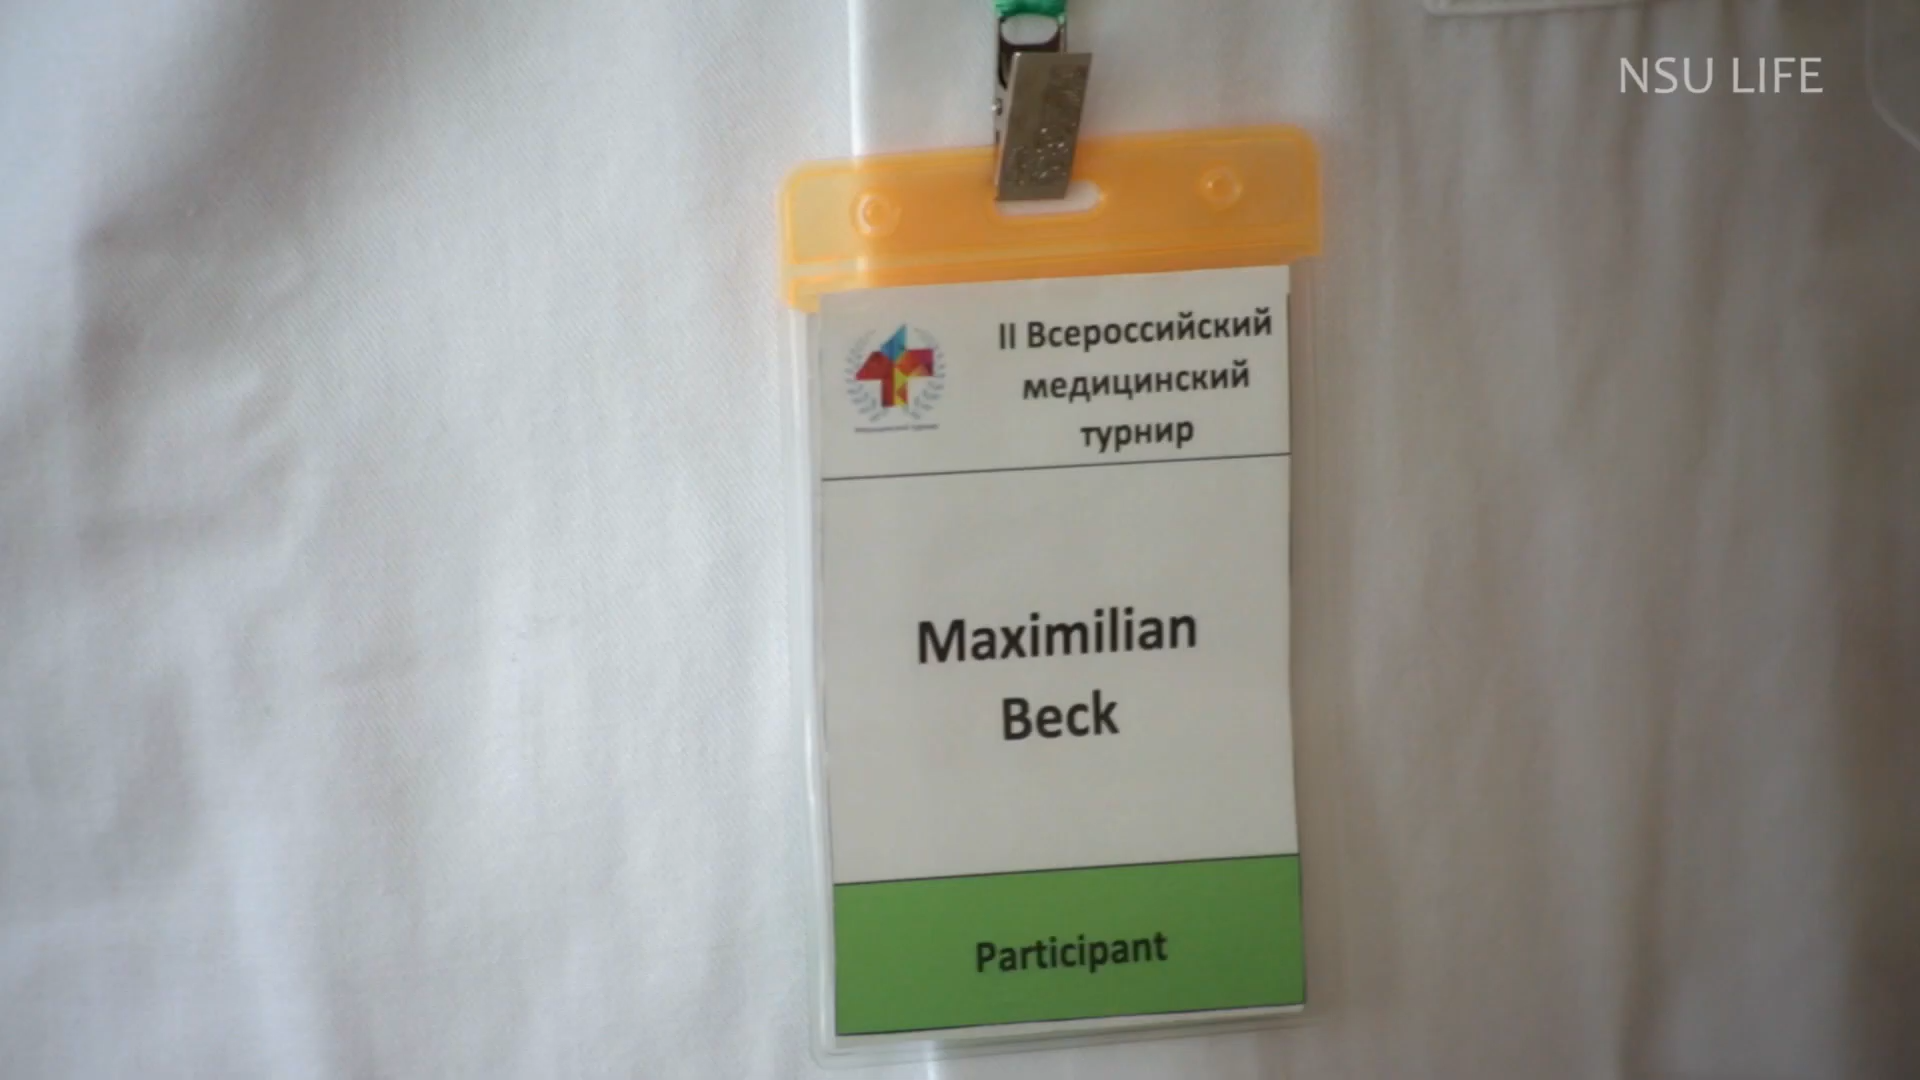 NSU LIFE
II Всероссийский
медицинский
турнир
Maximilian
Beck
Participant